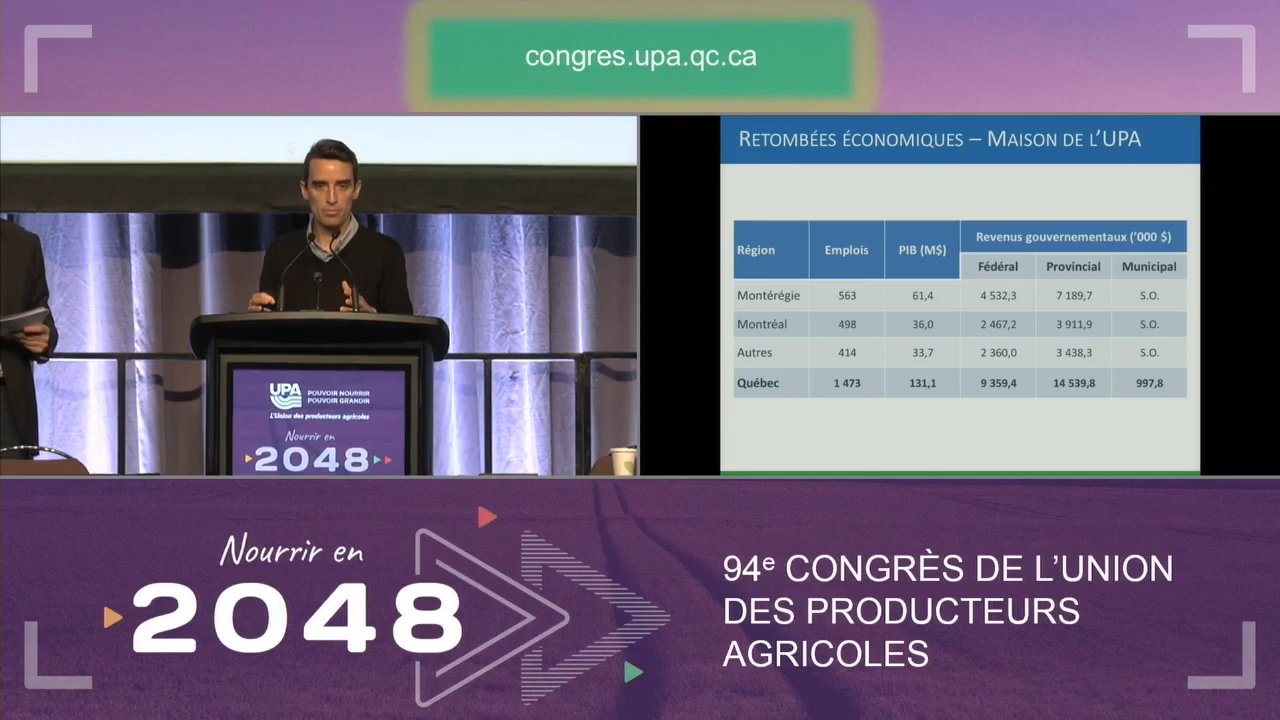 congres.upa.qc.ca
RETOMBÉES ÉCONOMIQUES – MAISON DE L'UPA
Région Emplois PIB (M$) Revenus gouvernementaux ('000 $)
Fédéral Provincial Municipal
Montérégie 563 61,4 4 532,3 7 189,7 S.O.
Montréal 498 36,0 2 467,2 3 911,9 S.O.
Autres 414 33,7 2 360,0 3 438,3 S.O.
Québec 1 473 131,1 9 359,4 14 539,8 997,8
UPA POUVOIR NOURRIR
POUVOIR GRANDIR
L'Union des producteurs agricoles
Nourrir en
2048
Nourrir en
2048
94e CONGRÈS DE L'UNION
DES PRODUCTEURS
AGRICOLES